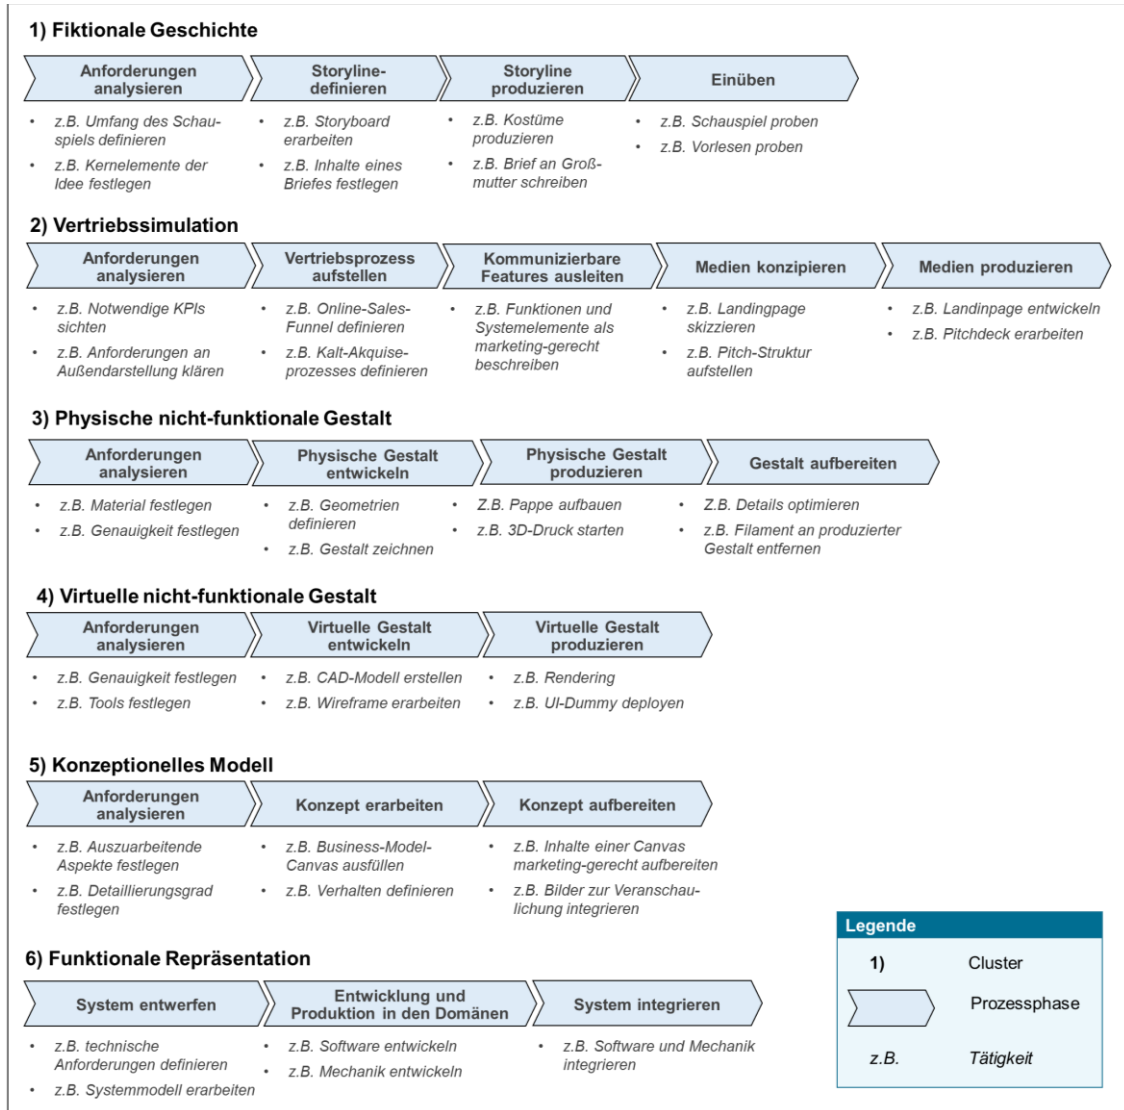 1) Fiktionale Geschichte
Anforderungen
analysieren
Storyline-
definieren
Storyline
produzieren
Einüben
• z.B. Umfang des Schau-
spiels definieren
• z.B. Kernelemente der
Idee festlegen
• z.B. Storyboard
erarbeiten
• z.B. Inhalte eines
Briefes festlegen
• z.B. Kostüme
produzieren
• z.B. Brief an Groß-
mutter schreiben
• z.B. Schauspiel proben
• z.B. Vorlesen proben
2) Vertriebssimulation
Anforderungen
analysieren
Vertriebsprozess
aufstellen
Kommunizierbare
Features ausleiten
Medien konzipieren
Medien produzieren
• z.B. Notwendige KPIs
sichten
• z.B. Anforderungen an
Außendarstellung klären
• z.B. Online-Sales-
Funnel definieren
• z.B. Kalt-Akquise-
prozesses definieren
• z.B. Funktionen und
Systemelemente als
marketing-gerecht
beschreiben
• z.B. Landingpage
skizzieren
• z.B. Pitch-Struktur
aufstellen
• z.B. Landinpage entwickeln
• z.B. Pitchdeck erarbeiten
3) Physische nicht-funktionale Gestalt
Anforderungen
analysieren
Physische Gestalt
entwickeln
Physische Gestalt
produzieren
Gestalt aufbereiten
• z.B. Material festlegen
• z.B. Genauigkeit festlegen
• z.B. Geometrien
definieren
• z.B. Gestalt zeichnen
• Z.B. Pappe aufbauen
• z.B. 3D-Druck starten
• Z.B. Details optimieren
• z.B. Filament an produzierter
Gestalt entfernen
4) Virtuelle nicht-funktionale Gestalt
Anforderungen
analysieren
Virtuelle Gestalt
entwickeln
Virtuelle Gestalt
produzieren
• z.B. Genauigkeit festlegen
• z.B. Tools festlegen
• z.B. CAD-Modell erstellen
• z.B. Wireframe erarbeiten
• z.B. Rendering
• z.B. UI-Dummy deployen
5) Konzeptionelles Modell
Anforderungen
analysieren
Konzept erarbeiten
Konzept aufbereiten
• z.B. Auszuarbeitende
Aspekte festlegen
• z.B. Detaillierungsgrad
festlegen
• z.B. Business-Model-
Canvas ausfüllen
• z.B. Verhalten definieren
• z.B. Inhalte einer Canvas
marketing-gerecht aufbereiten
• z.B. Bilder zur Veranschau-
lichung integrieren
6) Funktionale Repräsentation
System entwerfen
Entwicklung und
Produktion in den Domänen
System integrieren
• z.B. technische
Anforderungen definieren
• z.B. Systemmodell erarbeiten
• z.B. Software entwickeln
• z.B. Mechanik entwickeln
• z.B. Software und Mechanik
integrieren
Legende
1) Cluster
Prozessphase
z.B. Tätigkeit